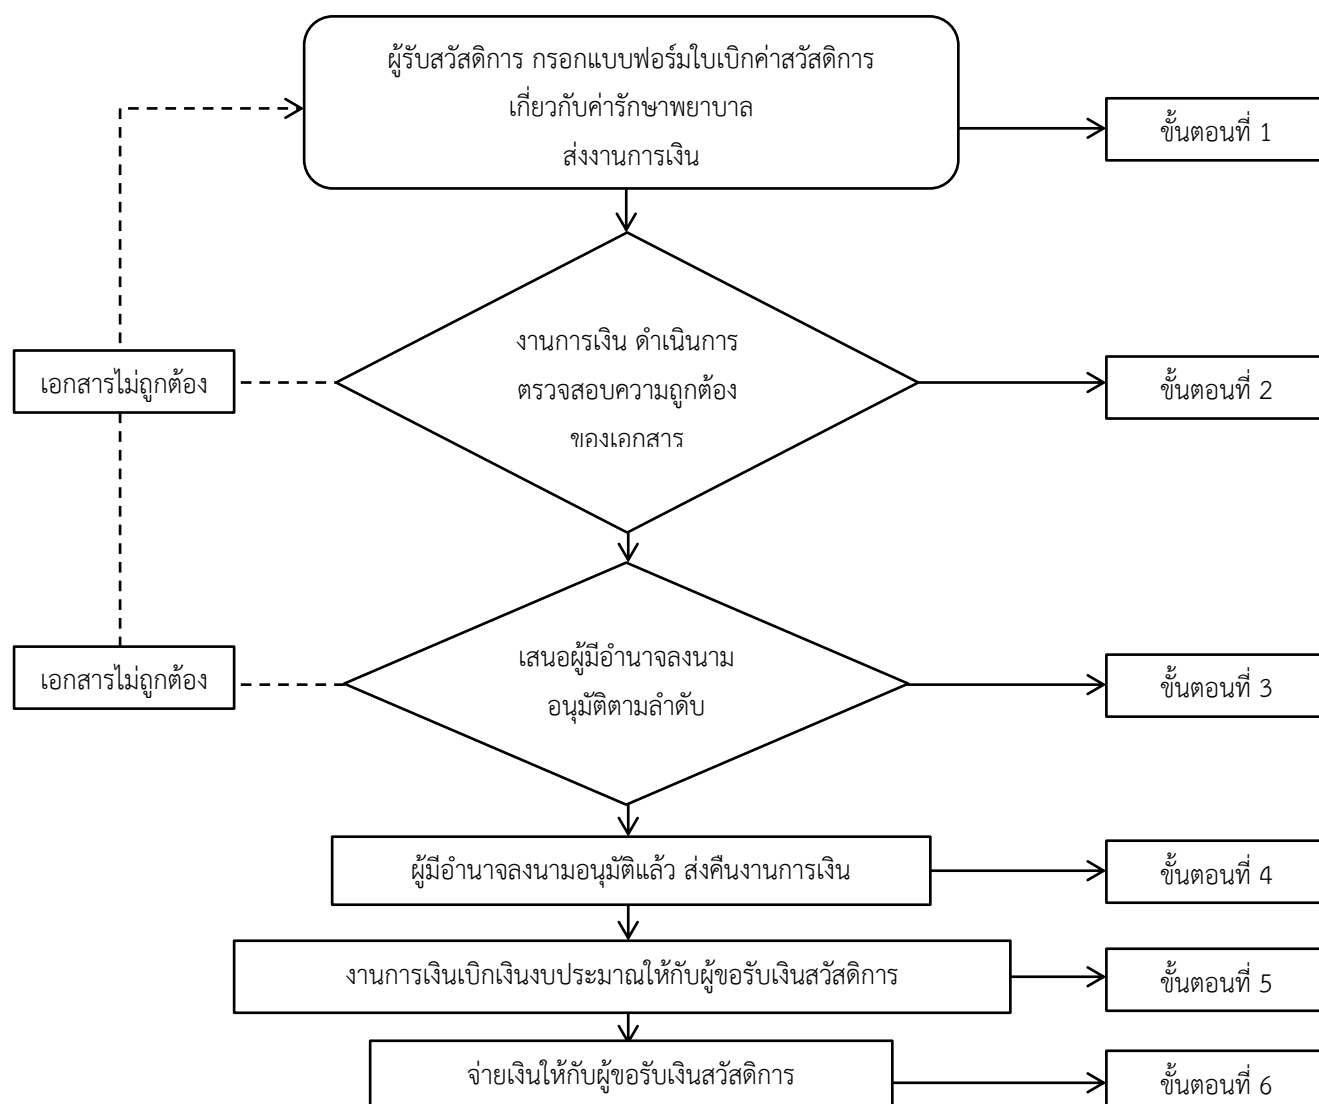 ผู้รับสวัสดิการ กรอกแบบฟอร์มใบเบิกค่าสวัสดิการ
เกี่ยวกับค่ารักษาพยาบาล
ส่งงานการเงิน
ขั้นตอนที่ 1
งานการเงิน ดำเนินการ
ตรวจสอบความถูกต้อง
ของเอกสาร
เอกสารไม่ถูกต้อง
ขั้นตอนที่ 2
เสนอผู้มีอำนาจลงนาม
อนุมัติตามลำดับ
เอกสารไม่ถูกต้อง
ขั้นตอนที่ 3
ผู้มีอำนาจลงนามอนุมัติแล้ว ส่งคืนงานการเงิน
ขั้นตอนที่ 4
งานการเงินเบิกเงินงบประมาณให้กับผู้ขอรับเงินสวัสดิการ
ขั้นตอนที่ 5
จ่ายเงินให้กับผู้ขอรับเงินสวัสดิการ
ขั้นตอนที่ 6